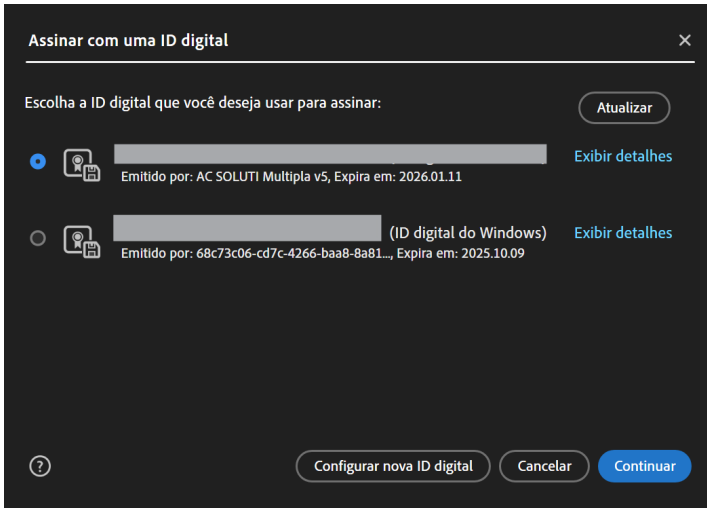 Assinar com uma ID digital
Escolha a ID digital que você deseja usar para assinar:
Atualizar
Exibir detalhes
Emitido por: AC SOLUTI Multipla v5, Expira em: 2026.01.11
(ID digital do Windows)
Exibir detalhes
Emitido por: 68c73c06-cd7c-4266-baa8-8a81..., Expira em: 2025.10.09
Configurar nova ID digital
Cancelar
Continuar